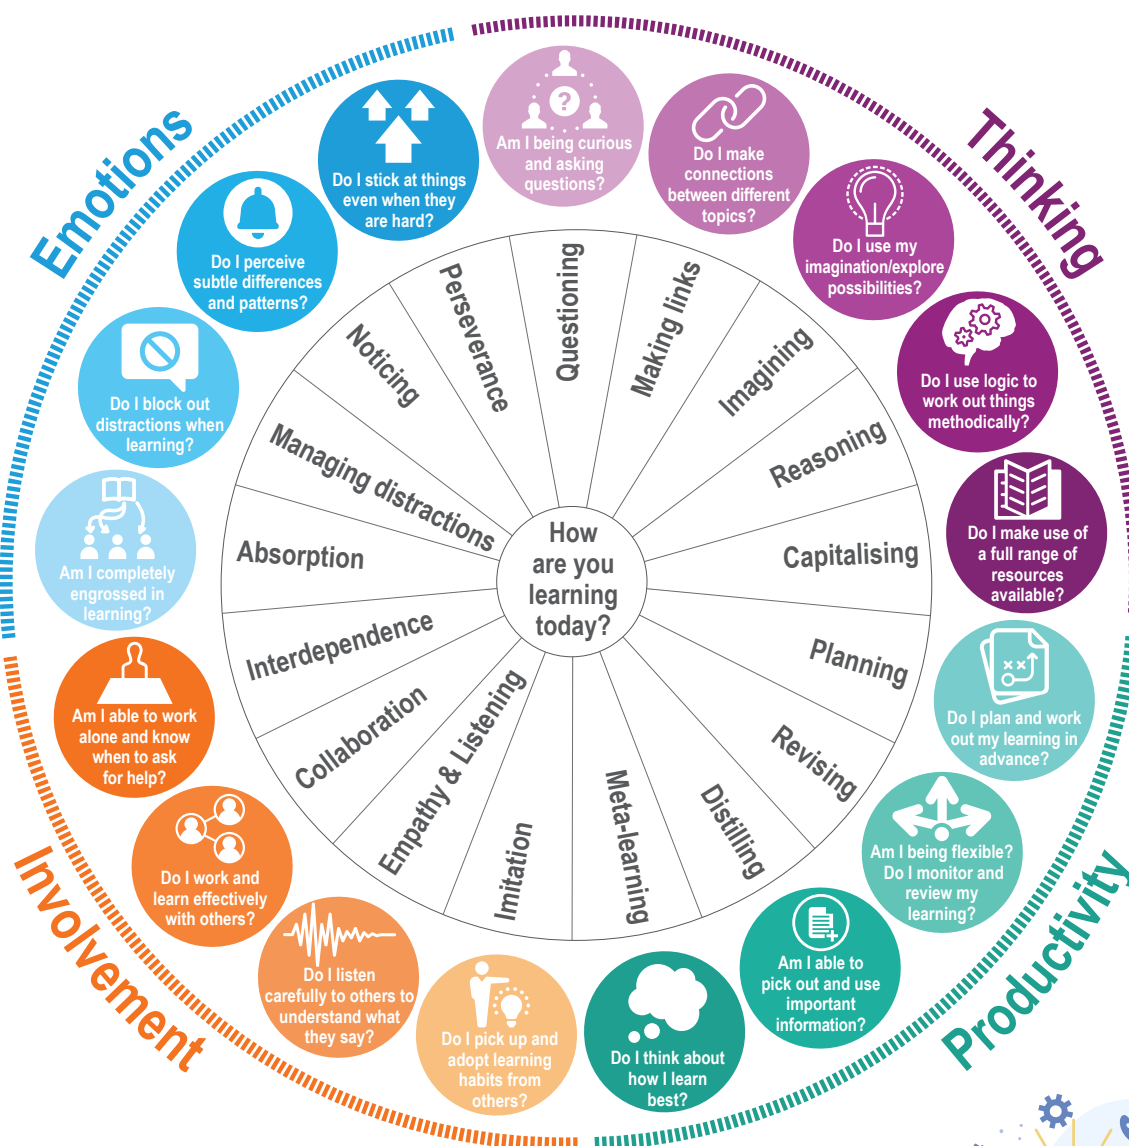 Emotions
Thinking
Productivity
Involvement
?
Am I being curious
and asking
questions?
Do I make
connections
between different
topics?
Do I use my
imagination/explore
possibilities?
Do I use logic to
work out things
methodically?
Do I make use of
a full range of
resources
available?
Do I plan and work
out my learning in
advance?
Am I being flexible?
Do I monitor and
review my
learning?
Am I able to
pick out and use
important
information?
Do I think about
how I learn
best?
Do I pick up and
adopt learning
habits from
others?
Do I listen
carefully to others to
understand what
they say?
Do I work and
learn effectively
with others?
Am I able to work
alone and know
when to ask
for help?
Am I completely
engrossed in
learning?
Do I block out
distractions when
learning?
Do I perceive
subtle differences
and patterns?
Do I stick at things
even when they
are hard?
Questioning
Making links
Imagining
Reasoning
Capitalising
Planning
Revising
Distilling
Meta-learning
Imitation
Empathy & Listening
Collaboration
Interdependence
Absorption
Managing distractions
Noticing
Perseverance
How
are you
learning
today?